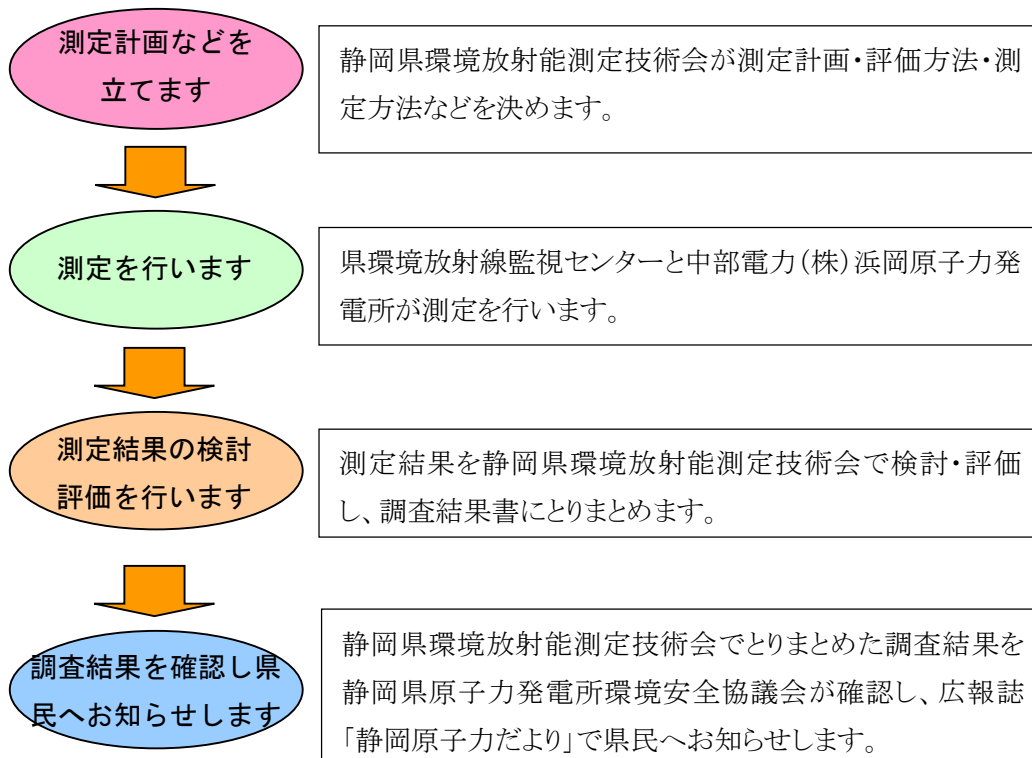 測定計画などを
立てます
静岡県環境放射能測定技術会が測定計画・評価方法・測
定方法などを決めます。
測定を行います
県環境放射線監視センターと中部電力(株)浜岡原子力発
電所が測定を行います。
測定結果の検討
評価を行います
測定結果を静岡県環境放射能測定技術会で検討・評価
し、調査結果書にとりまとめます。
調査結果を確認し県
民へお知らせします
静岡県環境放射能測定技術会でとりまとめた調査結果を
静岡県原子力発電所環境安全協議会が確認し、広報誌
「静岡原子力だより」で県民へお知らせします。